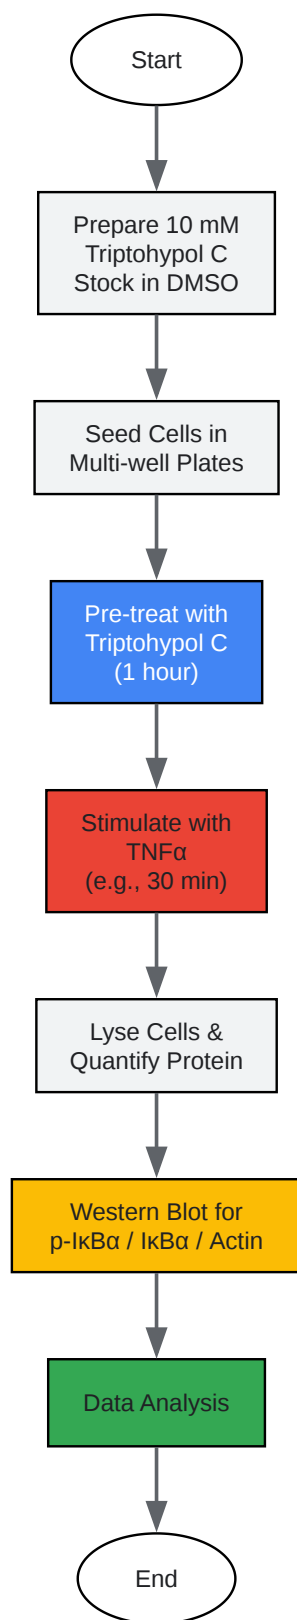 Start
Prepare 10 mM
Triptohypol C
Stock in DMSO
Seed Cells in
Multi-well Plates
Pre-treat with
Triptohypol C
(1 hour)
Stimulate with
TNFα
(e.g., 30 min)
Lyse Cells &
Quantify Protein
Western Blot for
p-IκBα / IκBα / Actin
Data Analysis
End